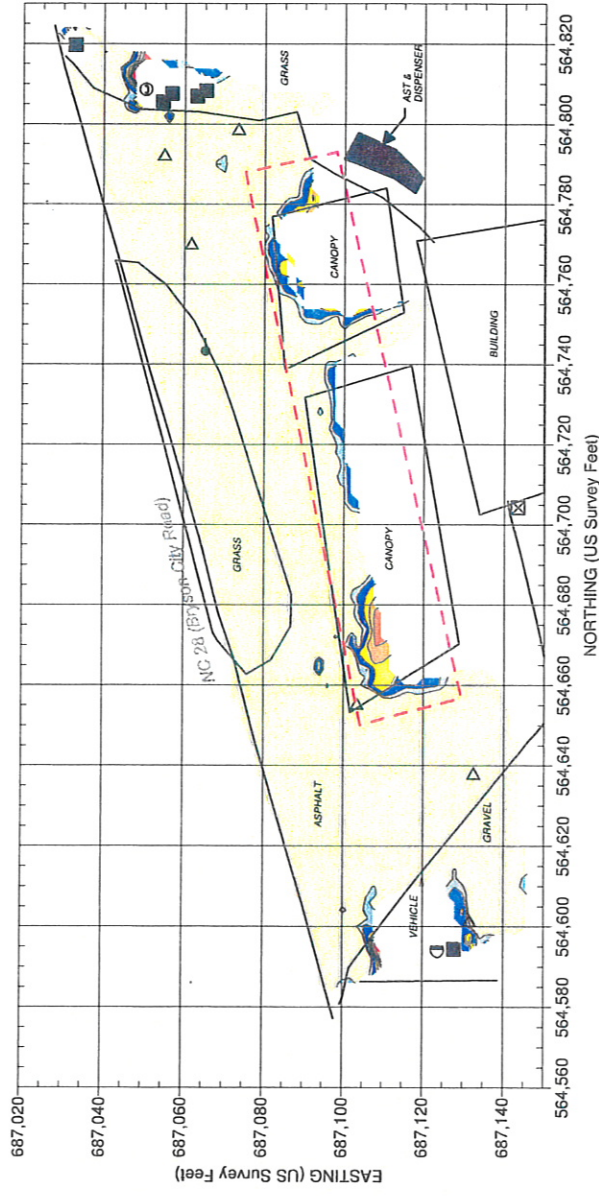 687,020
687,040
687,060
687,080
687,100
687,120
687,140
EASTING (US Survey Feet)
564,560
564,580
564,600
564,620
564,640
564,660
564,680
564,700
564,720
564,740
564,760
564,780
564,800
564,820
NORTHING (US Survey Feet)
NC 28 (Bryson City Road)
GRASS
GRASS
ASPHALT
CANOPY
CANOPY
AST &
DISPENSER
BUILDING
GRAVEL
VEHICLE